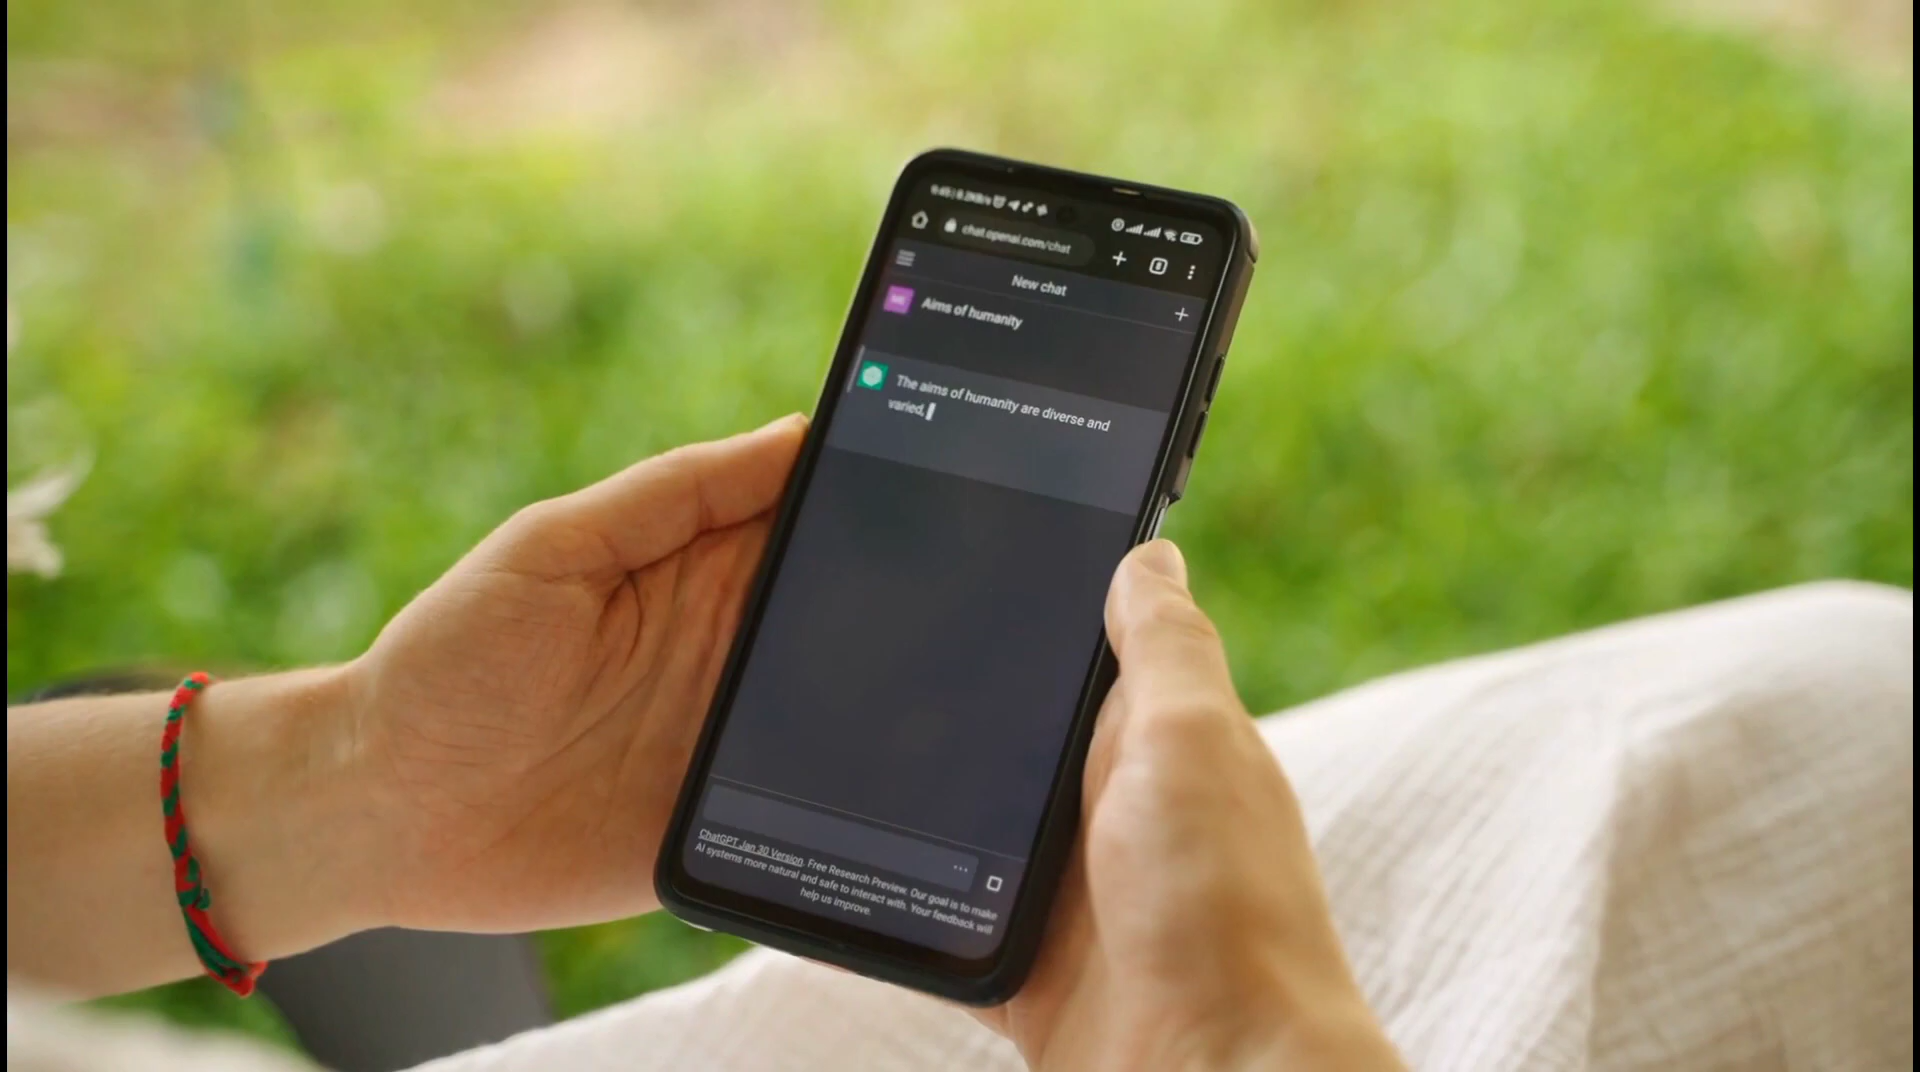 chat.openai.com/chat
New chat
Aims of humanity
The aims of humanity are diverse and
varied,
ChatGPT Jan 30 Version. Free Research Preview. Our goal is to make
AI systems more natural and safe to interact with. Your feedback will
help us improve.